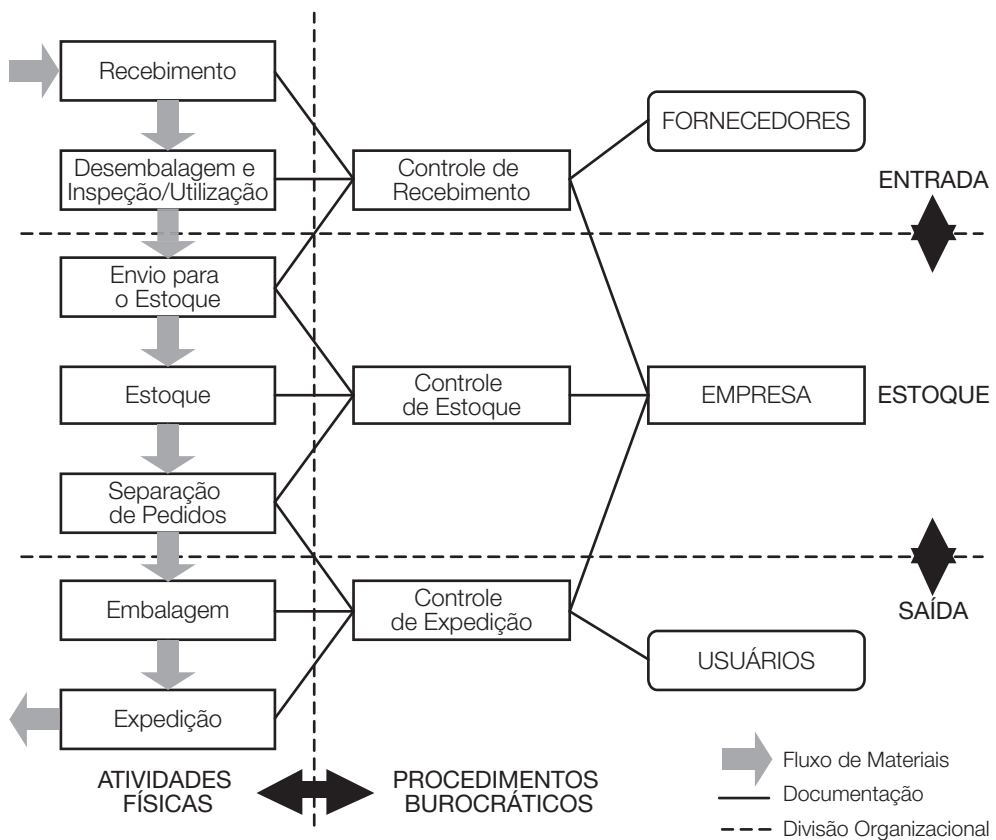 Recebimento
FORNECEDORES
Desembalagem e
Inspeção/Utilização
Controle de
Recebimento
ENTRADA
Envio para
o Estoque
Estoque
Controle
de Estoque
EMPRESA
ESTOQUE
Separação
de Pedidos
Embalagem
Controle
de Expedição
SAÍDA
USUÁRIOS
Expedição
ATIVIDADES
FÍSICAS
PROCEDIMENTOS
BUROCRÁTICOS
Fluxo de Materiais
Documentação
Divisão Organizacional